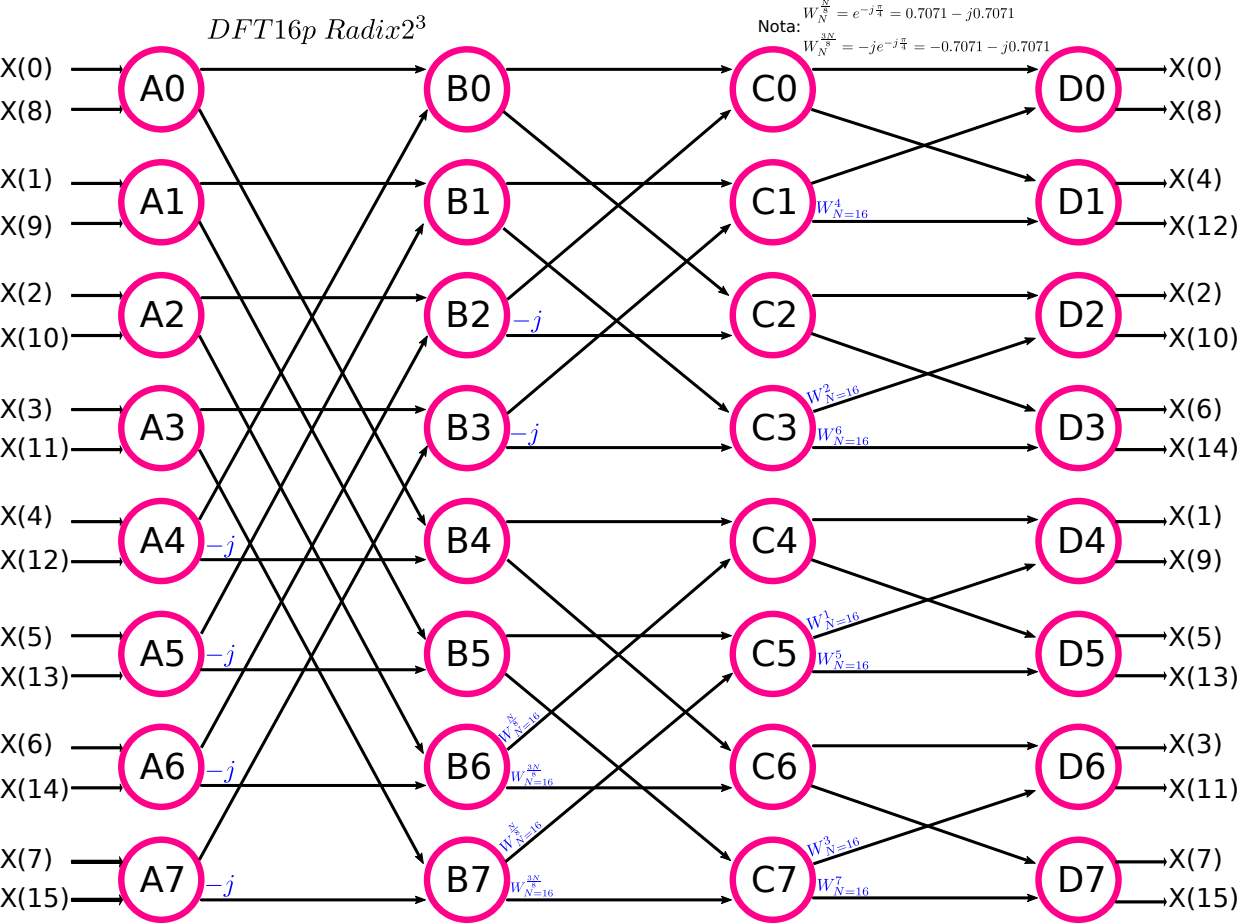 DFT16p Radix2³
Nota: W_N^{N/8} = e^{-j π/4} = 0.7071 − j0.7071
W_N^{3N/8} = −je^{-j π/4} = −0.7071 − j0.7071
X(0) A0 B0 C0 D0 X(0)
X(8) X(8)
X(1) A1 B1 C1 D1 X(4)
W_{N=16}^4
X(9) X(12)
X(2) A2 B2 C2 D2 X(2)
−j
X(10) X(10)
W_{N=16}^2
X(3) A3 B3 C3 D3 X(6)
−j W_{N=16}^6
X(11) X(14)
X(4) A4 B4 C4 D4 X(1)
−j
X(12) X(9)
W_{N=16}^1
X(5) A5 B5 C5 D5 X(5)
−j W_{N=16}^5
X(13) X(13)
W_{N=16}^{N/8}
X(6) A6 B6 C6 D6 X(3)
−j W_{N=16}^{3N/8}
X(14) X(11)
W_{N=16}^{N/8} W_{N=16}^3
X(7) A7 B7 C7 D7 X(7)
−j W_{N=16}^{3N/8} W_{N=16}^7
X(15) X(15)